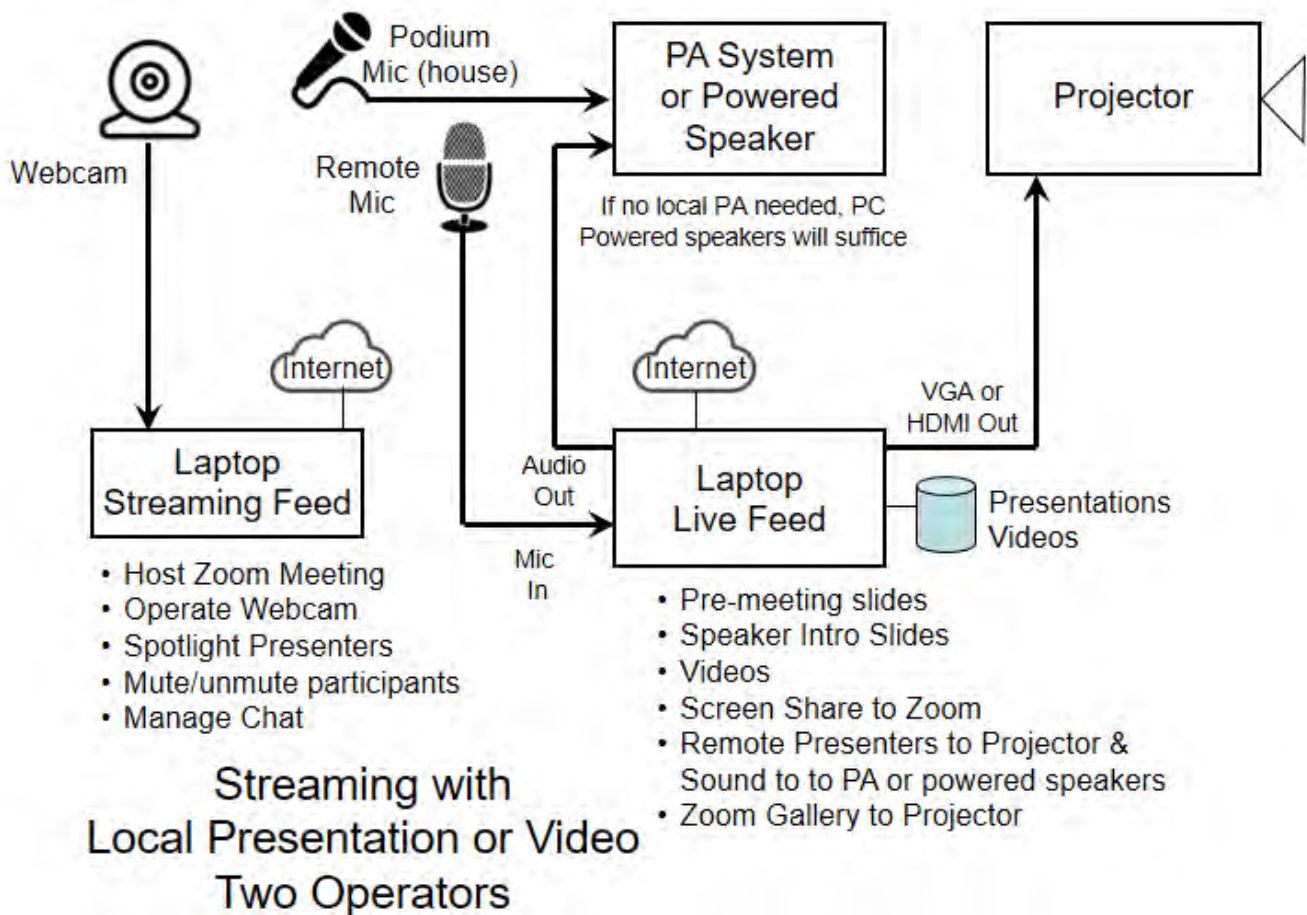 Podium
Mic (house)
PA System
or Powered
Speaker
Projector
Webcam
Remote
Mic
If no local PA needed, PC
Powered speakers will suffice
Internet
Internet
VGA or
HDMI Out
Laptop
Streaming Feed
Audio
Out
Laptop
Live Feed
Presentations
Videos
Mic
In
• Host Zoom Meeting
• Operate Webcam
• Spotlight Presenters
• Mute/unmute participants
• Manage Chat
• Pre-meeting slides
• Speaker Intro Slides
• Videos
• Screen Share to Zoom
• Remote Presenters to Projector &
Sound to to PA or powered speakers
• Zoom Gallery to Projector
Streaming with
Local Presentation or Video
Two Operators